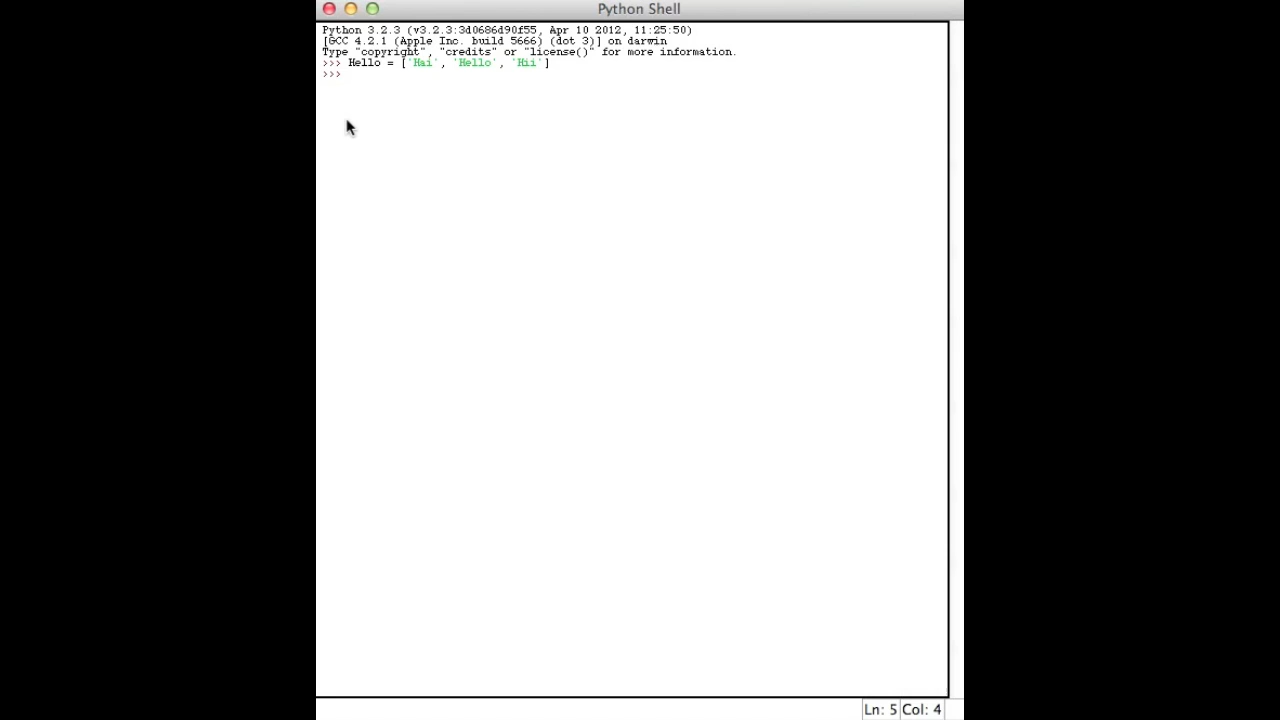 Python Shell
Python 3.2.3 (v3.2.3:3d0686d90f55, Apr 10 2012, 11:25:50)
[GCC 4.2.1 (Apple Inc. build 5666) (dot 3)] on darwin
Type "copyright", "credits" or "license()" for more information.
>>> Hello = ['Hai', 'Hello', 'Hii']
>>>
Ln: 5 Col: 4